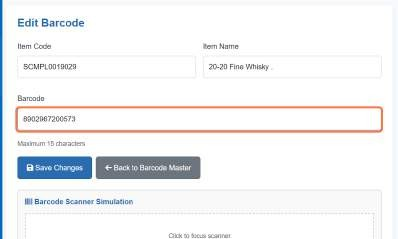 Edit Barcode
Item Code
Item Name
SCMPL0019029
20-20 Fine Whisky .
Barcode
8902967200573
Maximum 15 characters
Save Changes
Back to Barcode Master
Barcode Scanner Simulation
Click to focus scanner